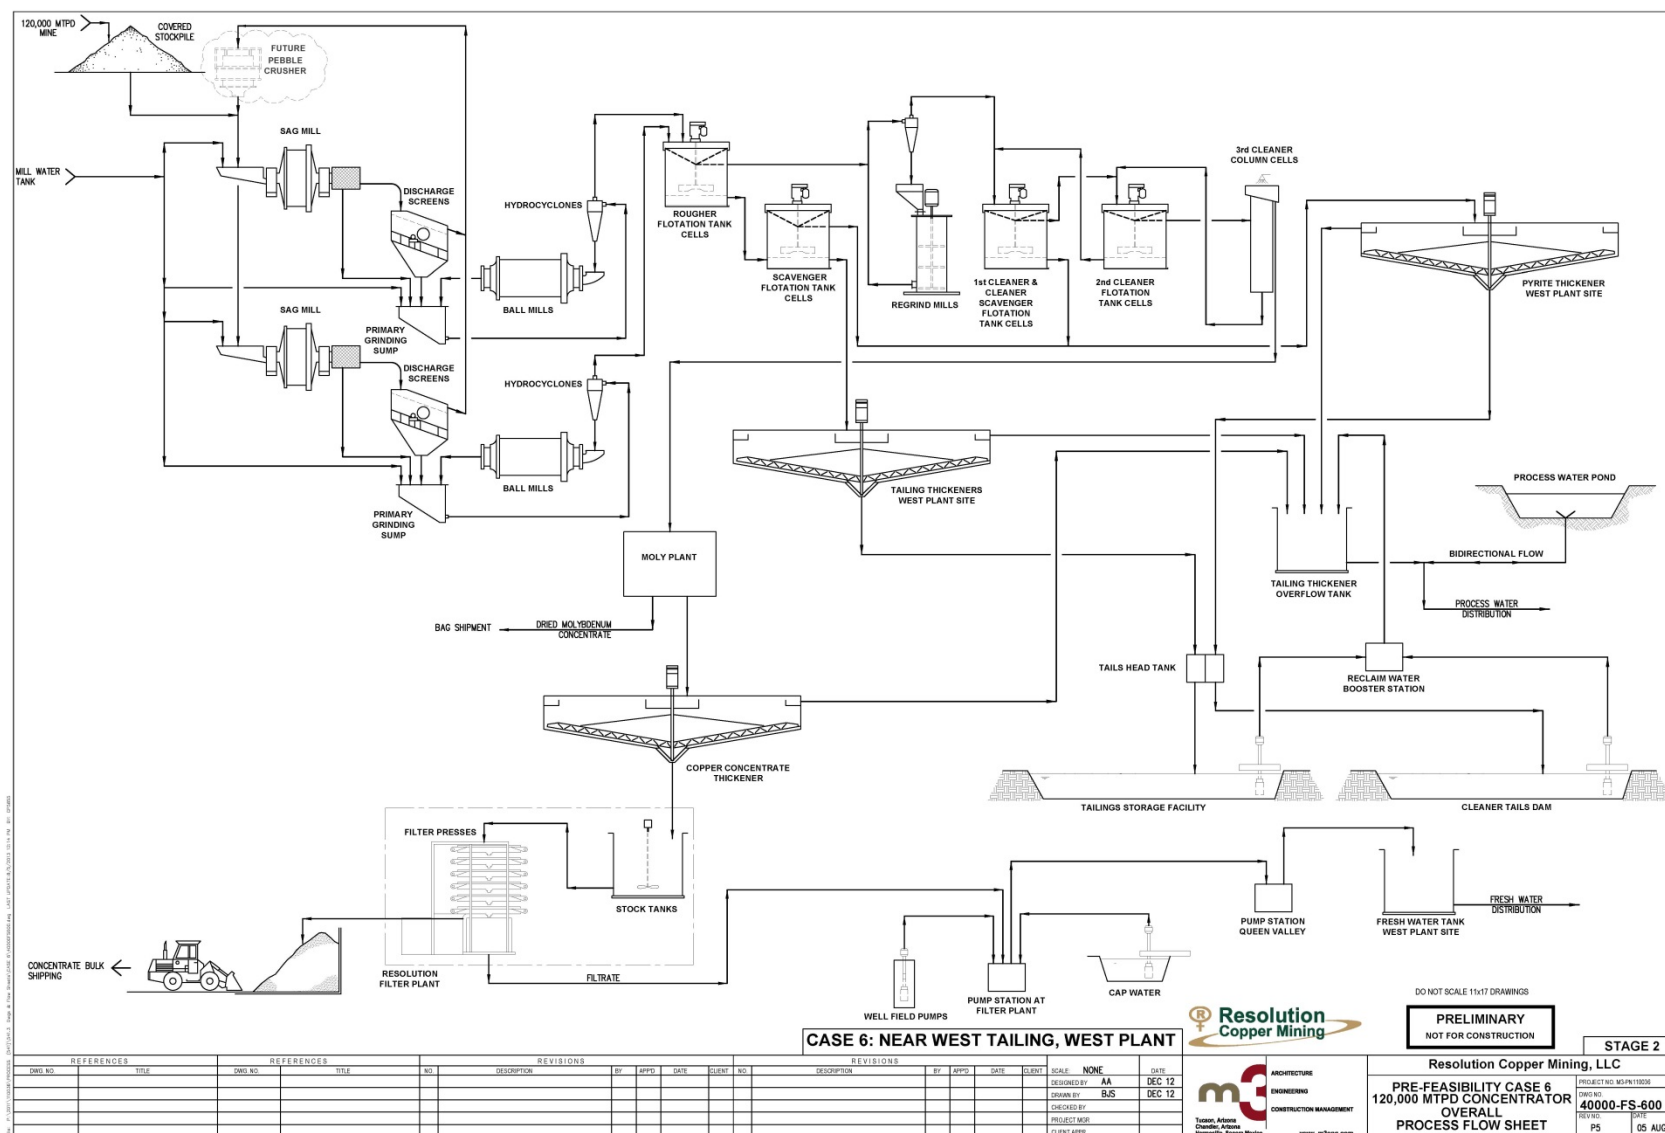 120,000 MTPD
MINE
COVERED
STOCKPILE
FUTURE
PEBBLE
CRUSHER
SAG MILL
MILL WATER
TANK
DISCHARGE
SCREENS
HYDROCYCLONES
BALL MILLS
PRIMARY
GRINDING
SUMP
SAG MILL
DISCHARGE
SCREENS
HYDROCYCLONES
BALL MILLS
PRIMARY
GRINDING
SUMP
ROUGHER
FLOTATION TANK
CELLS
SCAVENGER
FLOTATION TANK
CELLS
REGRIND MILLS
1st CLEANER &
CLEANER
SCAVENGER
FLOTATION
TANK CELLS
2nd CLEANER
FLOTATION
TANK CELLS
3rd CLEANER
COLUMN CELLS
PYRITE THICKENER
WEST PLANT SITE
TAILING THICKENERS
WEST PLANT SITE
PROCESS WATER POND
BIDIRECTIONAL FLOW
TAILING THICKENER
OVERFLOW TANK
PROCESS WATER
DISTRIBUTION
MOLY PLANT
BAG SHIPMENT
DRIED MOLYBDENUM
CONCENTRATE
TAILS HEAD TANK
RECLAIM WATER
BOOSTER STATION
COPPER CONCENTRATE
THICKENER
TAILINGS STORAGE FACILITY
CLEANER TAILS DAM
FILTER PRESSES
STOCK TANKS
RESOLUTION
FILTER PLANT
FILTRATE
CONCENTRATE BULK
SHIPPING
WELL FIELD PUMPS
PUMP STATION AT
FILTER PLANT
CAP WATER
PUMP STATION
QUEEN VALLEY
FRESH WATER TANK
WEST PLANT SITE
FRESH WATER
DISTRIBUTION
DO NOT SCALE 11x17 DRAWINGS
Resolution
Copper Mining
PRELIMINARY
NOT FOR CONSTRUCTION
CASE 6: NEAR WEST TAILING, WEST PLANT
STAGE 2
REFERENCES REFERENCES REVISIONS REVISIONS
DWG. NO. TITLE DWG. NO. TITLE NO. DESCRIPTION BY APP'D DATE CLIENT NO. DESCRIPTION BY APP'D DATE CLIENT
SCALE: NONE DATE
DESIGNED BY AA DEC 12
DRAWN BY BJS DEC 12
CHECKED BY
PROJECT MGR
CLIENT APPR
m3
ARCHITECTURE
ENGINEERING
CONSTRUCTION MANAGEMENT
Tucson, Arizona
Chandler, Arizona
Resolution Copper Mining, LLC
PRE-FEASIBILITY CASE 6
120,000 MTPD CONCENTRATOR
OVERALL
PROCESS FLOW SHEET
PROJECT NO. M3-PN110036
DWG NO.
40000-FS-600
REV NO. DATE
P5 05 AUG